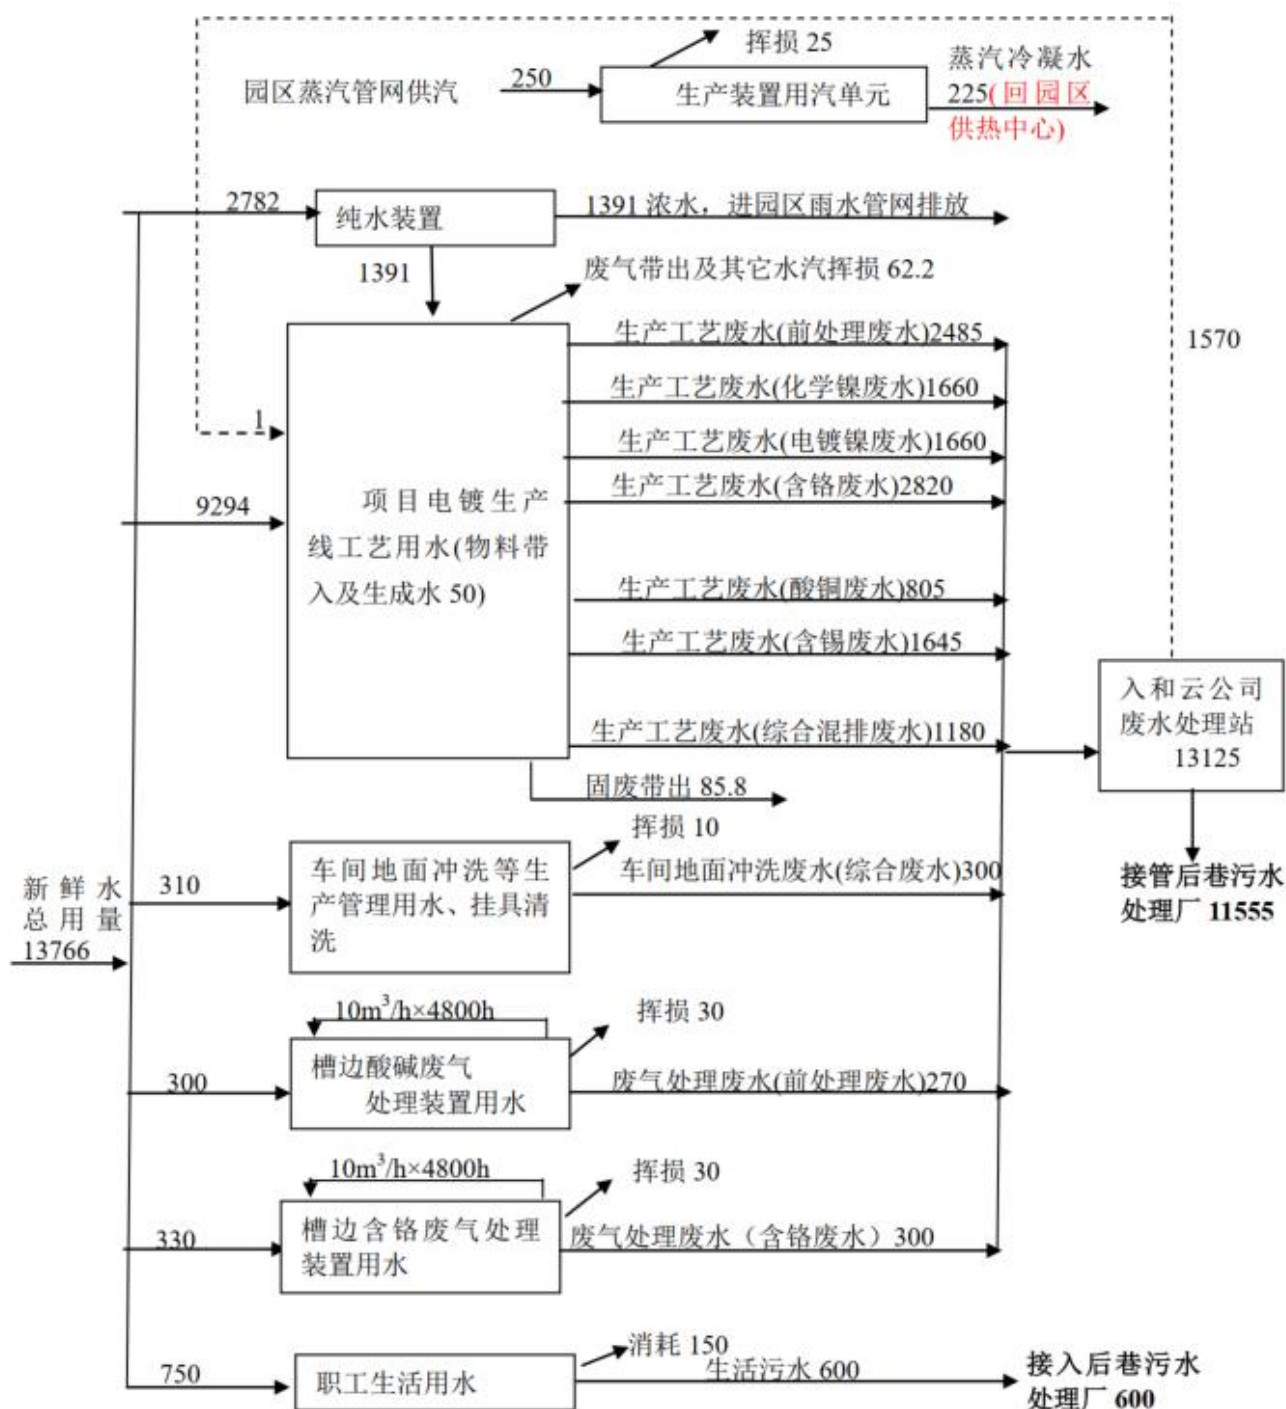 挥损 25
园区蒸汽管网供汽
250
生产装置用汽单元
蒸汽冷凝水
225(回园区
供热中心)
2782
纯水装置
1391 浓水，进园区雨水管网排放
1391
废气带出及其它水汽挥损 62.2
生产工艺废水(前处理废水)2485
1570
生产工艺废水(化学镍废水)1660
1
生产工艺废水(电镀镍废水)1660
生产工艺废水(含铬废水)2820
9294
项目电镀生产
线工艺用水(物料带
入及生成水 50)
生产工艺废水(酸铜废水)805
生产工艺废水(含锡废水)1645
生产工艺废水(综合混排废水)1180
入和云公司
废水处理站
13125
固废带出 85.8
挥损 10
310
车间地面冲洗等生
产管理用水、挂具清
洗
车间地面冲洗废水(综合废水)300
接管后巷污水
处理厂 11555
新鲜水
总用量
13766
10m³/h×4800h
挥损 30
300
槽边酸碱废气
处理装置用水
废气处理废水(前处理废水)270
10m³/h×4800h
挥损 30
330
槽边含铬废气处理
装置用水
废气处理废水（含铬废水）300
消耗 150
750
职工生活用水
生活污水 600
接入后巷污水
处理厂 600